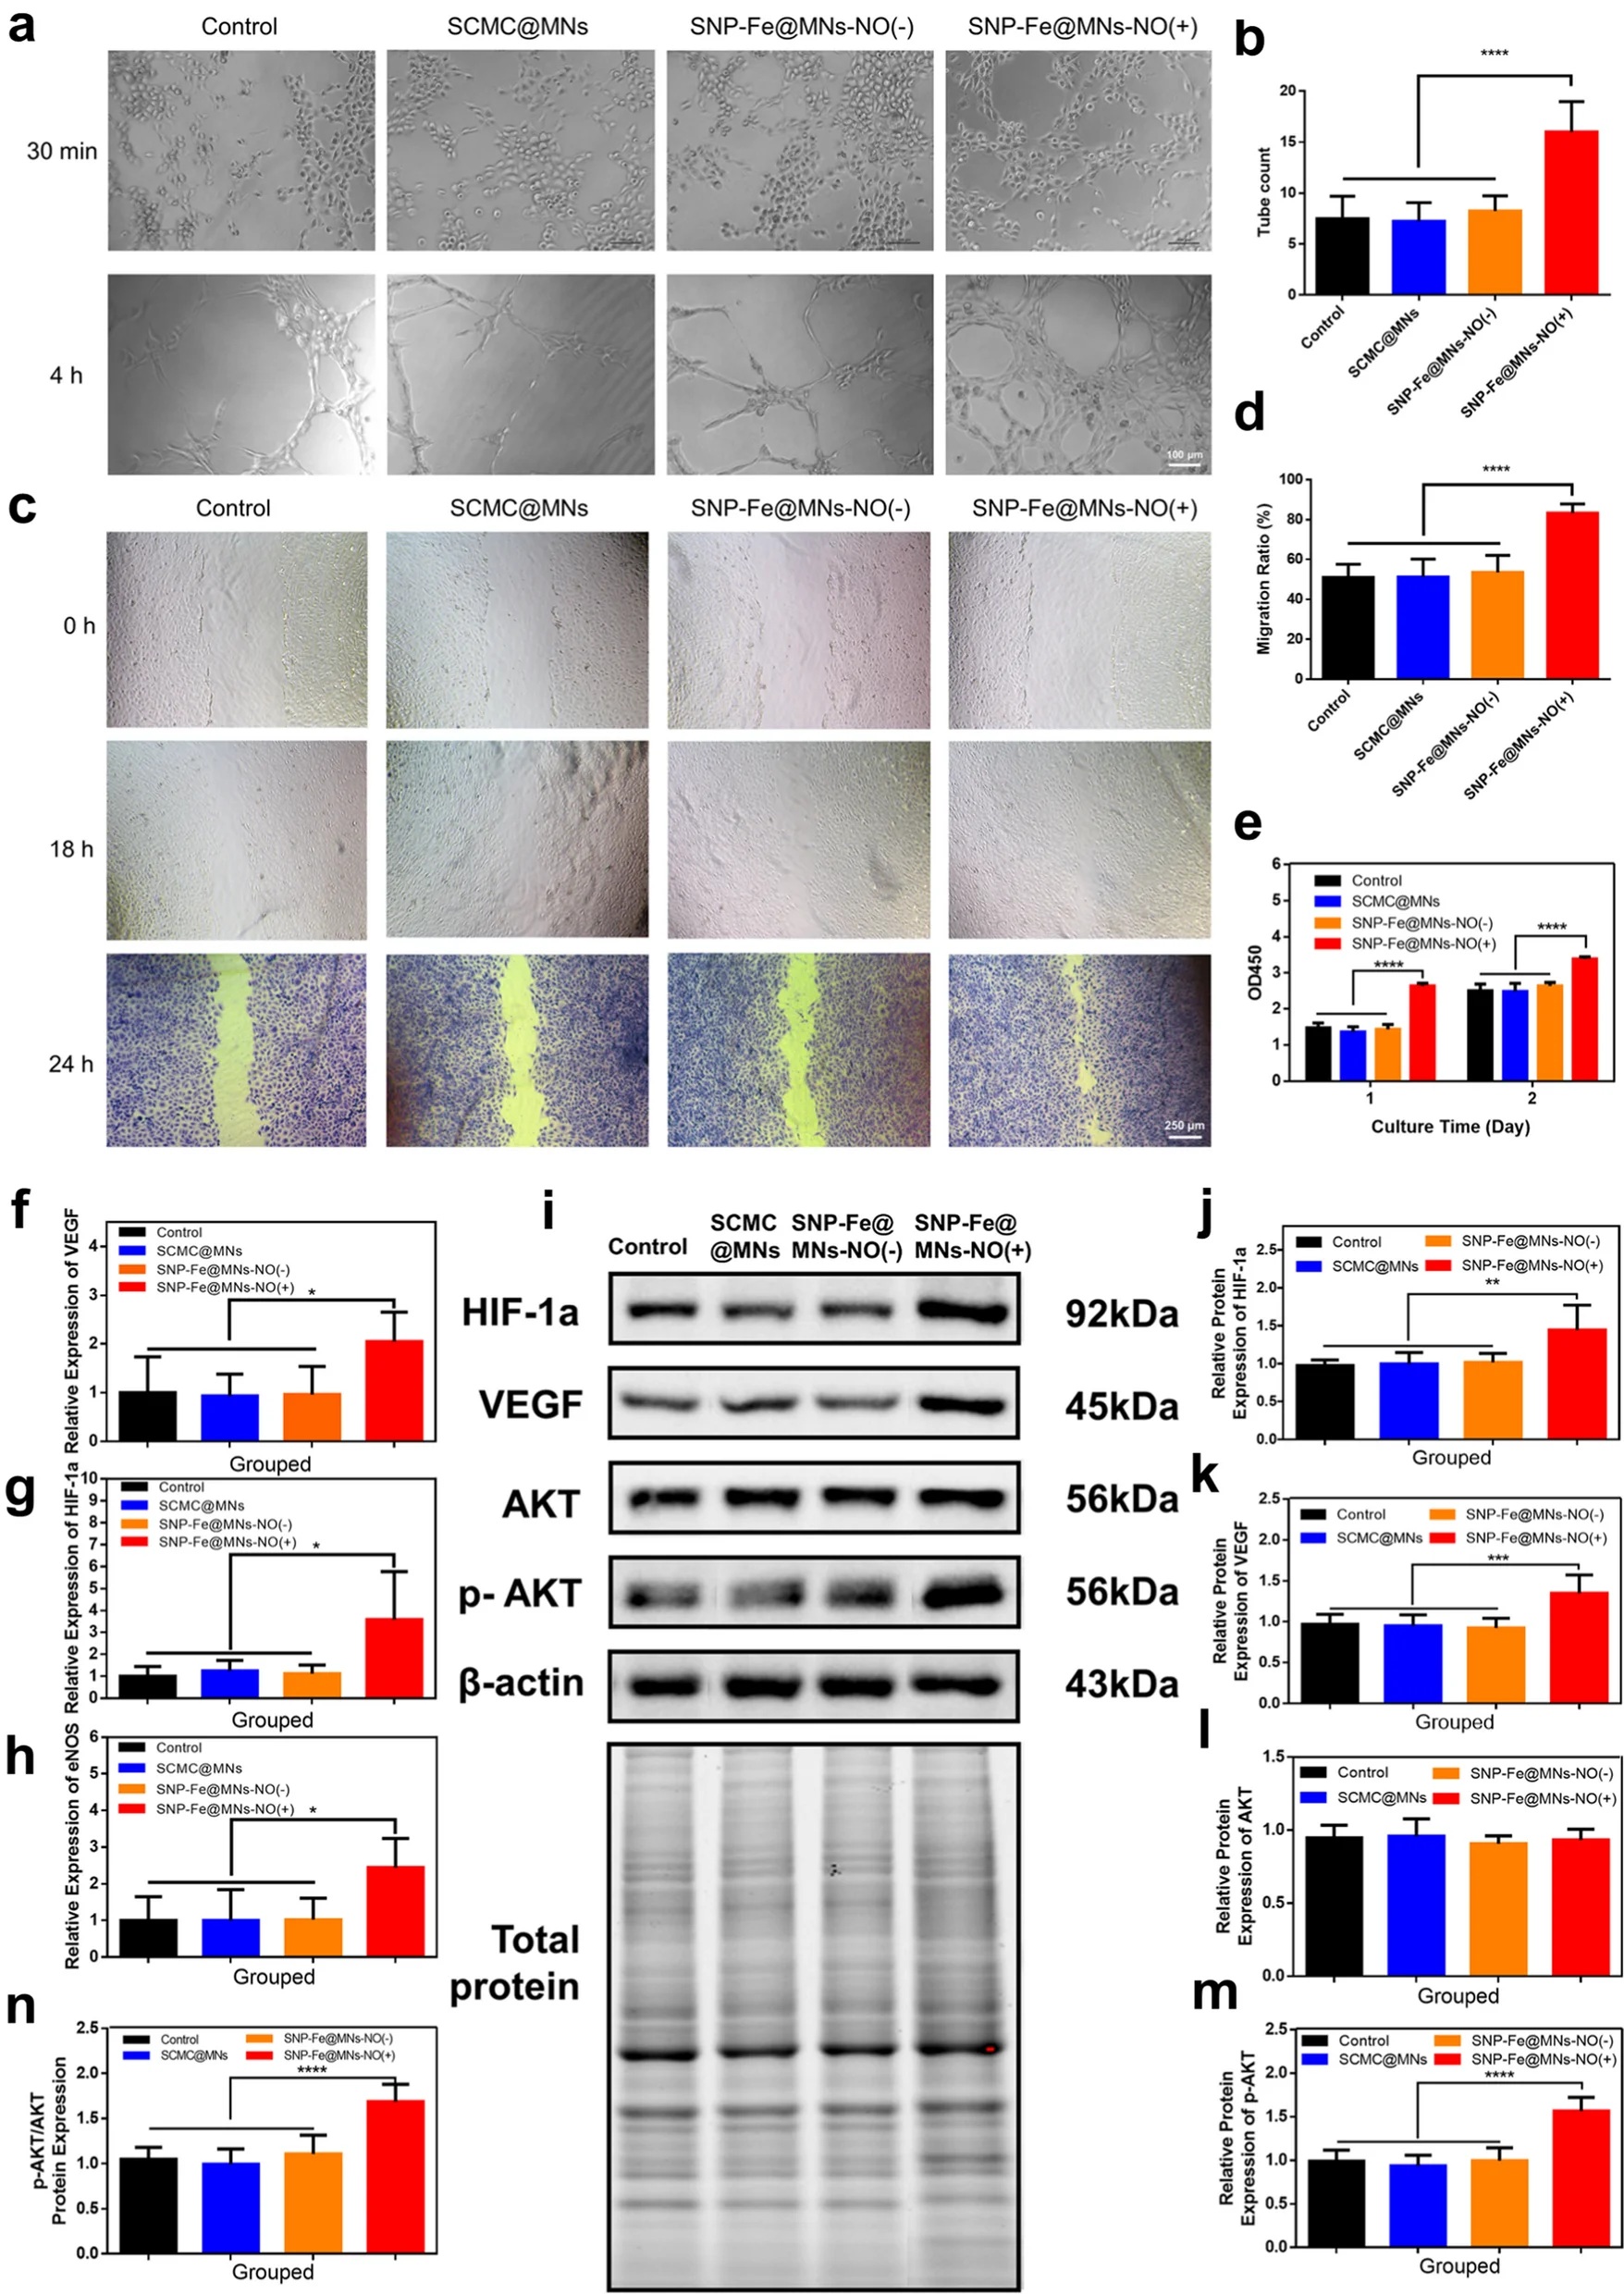 a
Control
SCMC@MNs
SNP-Fe@MNs-NO(-)
SNP-Fe@MNs-NO(+)
30 min
4 h
100 μm
b
****
Tube count
20
15
10
5
0
Control
SCMC@MNs
SNP-Fe@MNs-NO(-)
SNP-Fe@MNs-NO(+)
c
Control
SCMC@MNs
SNP-Fe@MNs-NO(-)
SNP-Fe@MNs-NO(+)
0 h
18 h
24 h
250 μm
d
****
Migration Ratio (%)
100
80
60
40
20
0
Control
SCMC@MNs
SNP-Fe@MNs-NO(-)
SNP-Fe@MNs-NO(+)
e
OD450
6
5
4
3
2
1
0
Control
SCMC@MNs
SNP-Fe@MNs-NO(-)
SNP-Fe@MNs-NO(+)
****
****
1
2
Culture Time (Day)
f
Relative Expression of VEGF
4
3
2
1
0
Control
SCMC@MNs
SNP-Fe@MNs-NO(-)
SNP-Fe@MNs-NO(+)
*
Grouped
g
Relative Expression of HIF-1a
10
9
8
7
6
5
4
3
2
1
0
Control
SCMC@MNs
SNP-Fe@MNs-NO(-)
SNP-Fe@MNs-NO(+)
*
Grouped
h
Relative Expression of eNOS
6
5
4
3
2
1
0
Control
SCMC@MNs
SNP-Fe@MNs-NO(-)
SNP-Fe@MNs-NO(+)
*
Grouped
n
p-AKT/AKT
Protein Expression
2.5
2.0
1.5
1.0
0.5
0.0
Control
SNP-Fe@MNs-NO(-)
SCMC@MNs
SNP-Fe@MNs-NO(+)
****
Grouped
i
Control
SCMC
@MNs
SNP-Fe@
MNs-NO(-)
SNP-Fe@
MNs-NO(+)
HIF-1a
92kDa
VEGF
45kDa
AKT
56kDa
p- AKT
56kDa
β-actin
43kDa
Total
protein
j
Relative Protein
Expression of HIF-1a
2.5
2.0
1.5
1.0
0.5
0.0
Control
SNP-Fe@MNs-NO(-)
SCMC@MNs
SNP-Fe@MNs-NO(+)
**
Grouped
k
Relative Protein
Expression of VEGF
2.5
2.0
1.5
1.0
0.5
0.0
Control
SNP-Fe@MNs-NO(-)
SCMC@MNs
SNP-Fe@MNs-NO(+)
***
Grouped
l
Relative Protein
Expression of AKT
1.5
1.0
0.5
0.0
Control
SNP-Fe@MNs-NO(-)
SCMC@MNs
SNP-Fe@MNs-NO(+)
Grouped
m
Relative Protein
Expression of p-AKT
2.5
2.0
1.5
1.0
0.5
0.0
Control
SNP-Fe@MNs-NO(-)
SCMC@MNs
SNP-Fe@MNs-NO(+)
****
Grouped